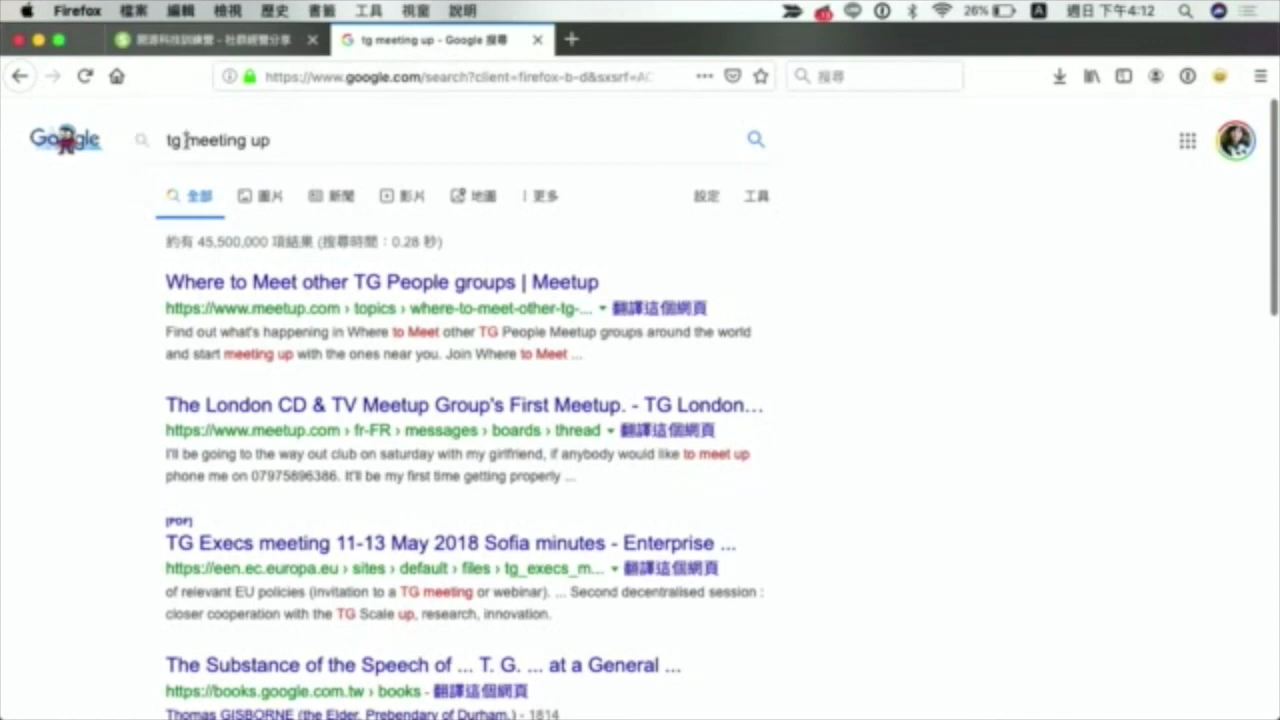 Firefox 檔案 編輯 檢視 歷史 書籤 工具 視窗 說明 26% A 週日 下午4:12
開源科技訓練營 - 社群經營分享 tg meeting up - Google 搜尋
https://www.google.com/search?client=firefox-b-d&sxsrf=AC 搜尋
Google tg meeting up
全部 圖片 新聞 影片 地圖 更多 設定 工具
約有 45,500,000 項結果 (搜尋時間：0.28 秒)
Where to Meet other TG People groups | Meetup
https://www.meetup.com › topics › where-to-meet-other-tg-... 翻譯這個網頁
Find out what's happening in Where to Meet other TG People Meetup groups around the world
and start meeting up with the ones near you. Join Where to Meet ...
The London CD & TV Meetup Group's First Meetup. - TG London...
https://www.meetup.com › fr-FR › messages › boards › thread 翻譯這個網頁
I'll be going to the way out club on saturday with my girlfriend, if anybody would like to meet up
phone me on 07975896386. It'll be my first time getting properly ...
[PDF]
TG Execs meeting 11-13 May 2018 Sofia minutes - Enterprise ...
https://een.ec.europa.eu › sites › default › files › tg_execs_m... 翻譯這個網頁
of relevant EU policies (invitation to a TG meeting or webinar). ... Second decentralised session :
closer cooperation with the TG Scale up, research, innovation.
The Substance of the Speech of ... T. G. ... at a General ...
https://books.google.com.tw › books - 翻譯這個網頁
Thomas GISBORNE (the Elder, Prebendary of Durham.) - 1814